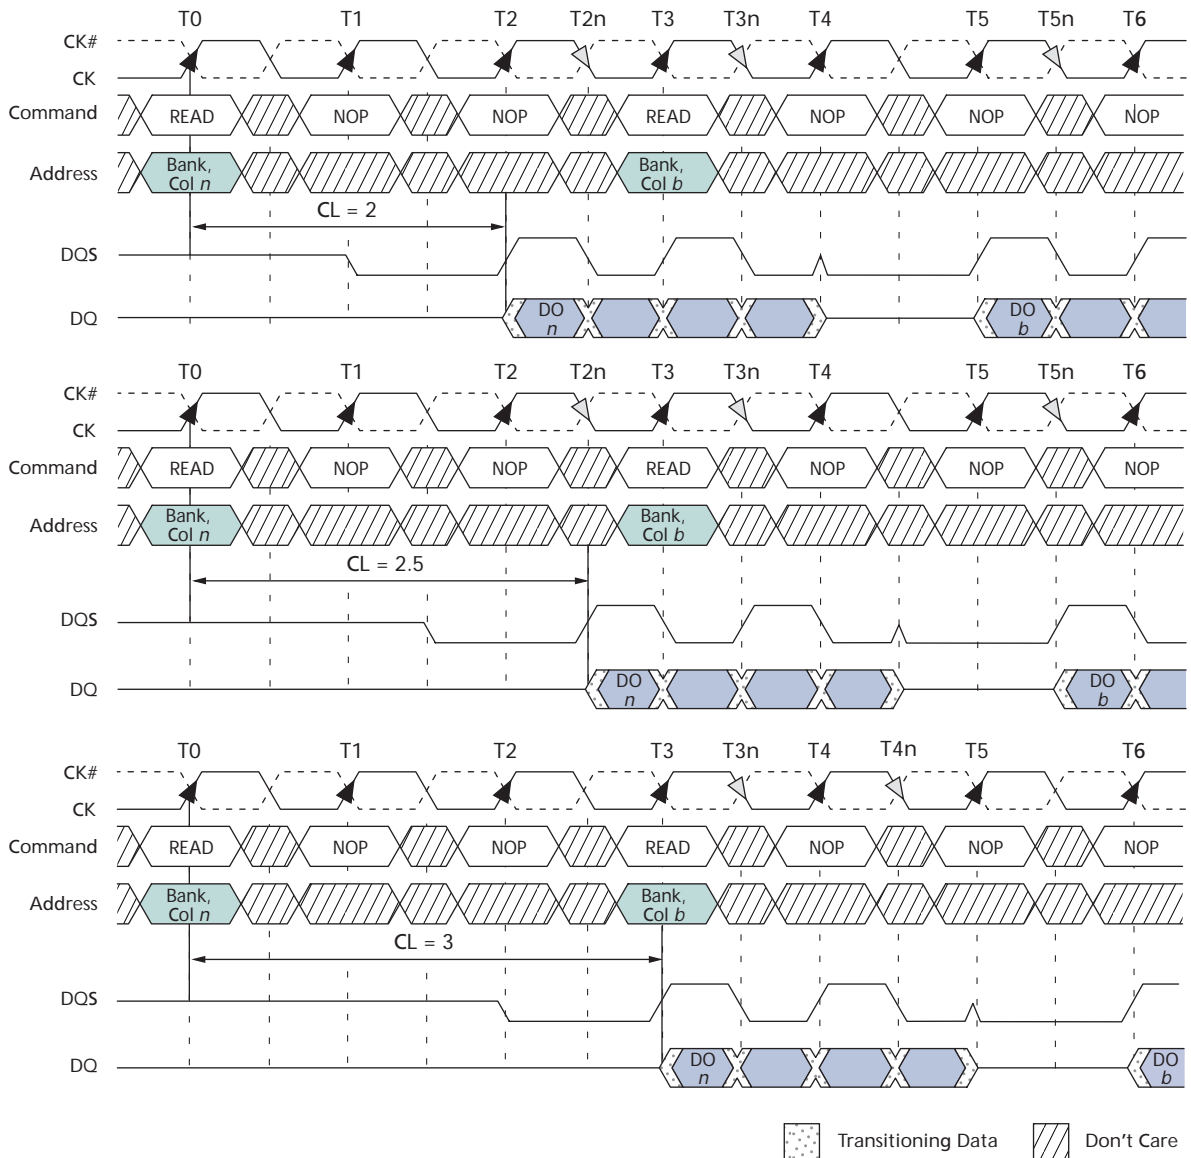 T0 T1 T2 T2n T3 T3n T4 T5 T5n T6
CK#
CK
Command READ NOP NOP READ NOP NOP NOP
Address Bank, Col n Bank, Col b
CL = 2
DQS
DQ DO n DO b
T0 T1 T2 T2n T3 T3n T4 T5 T5n T6
CK#
CK
Command READ NOP NOP READ NOP NOP NOP
Address Bank, Col n Bank, Col b
CL = 2.5
DQS
DQ DO n DO b
T0 T1 T2 T3 T3n T4 T4n T5 T6
CK#
CK
Command READ NOP NOP READ NOP NOP NOP
Address Bank, Col n Bank, Col b
CL = 3
DQS
DQ DO n DO b
Transitioning Data Don't Care